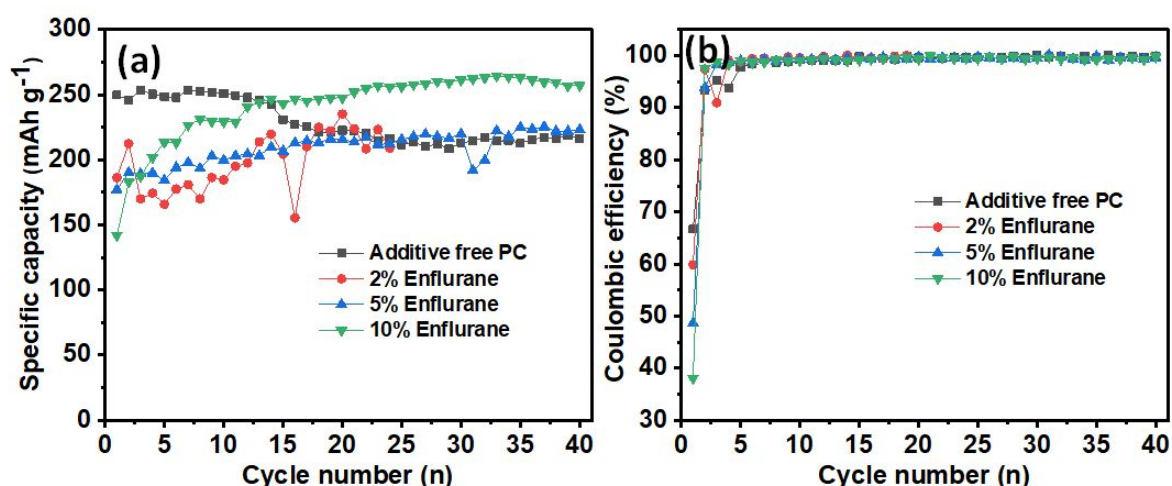 (a)
Specific capacity (mAh g-1)
300
250
200
150
100
50
0
Additive free PC
2% Enflurane
5% Enflurane
10% Enflurane
0 5 10 15 20 25 30 35 40
Cycle number (n)
(b)
Coulombic efficiency (%)
100
90
80
70
60
50
40
30
Additive free PC
2% Enflurane
5% Enflurane
10% Enflurane
0 5 10 15 20 25 30 35 40
Cycle number (n)